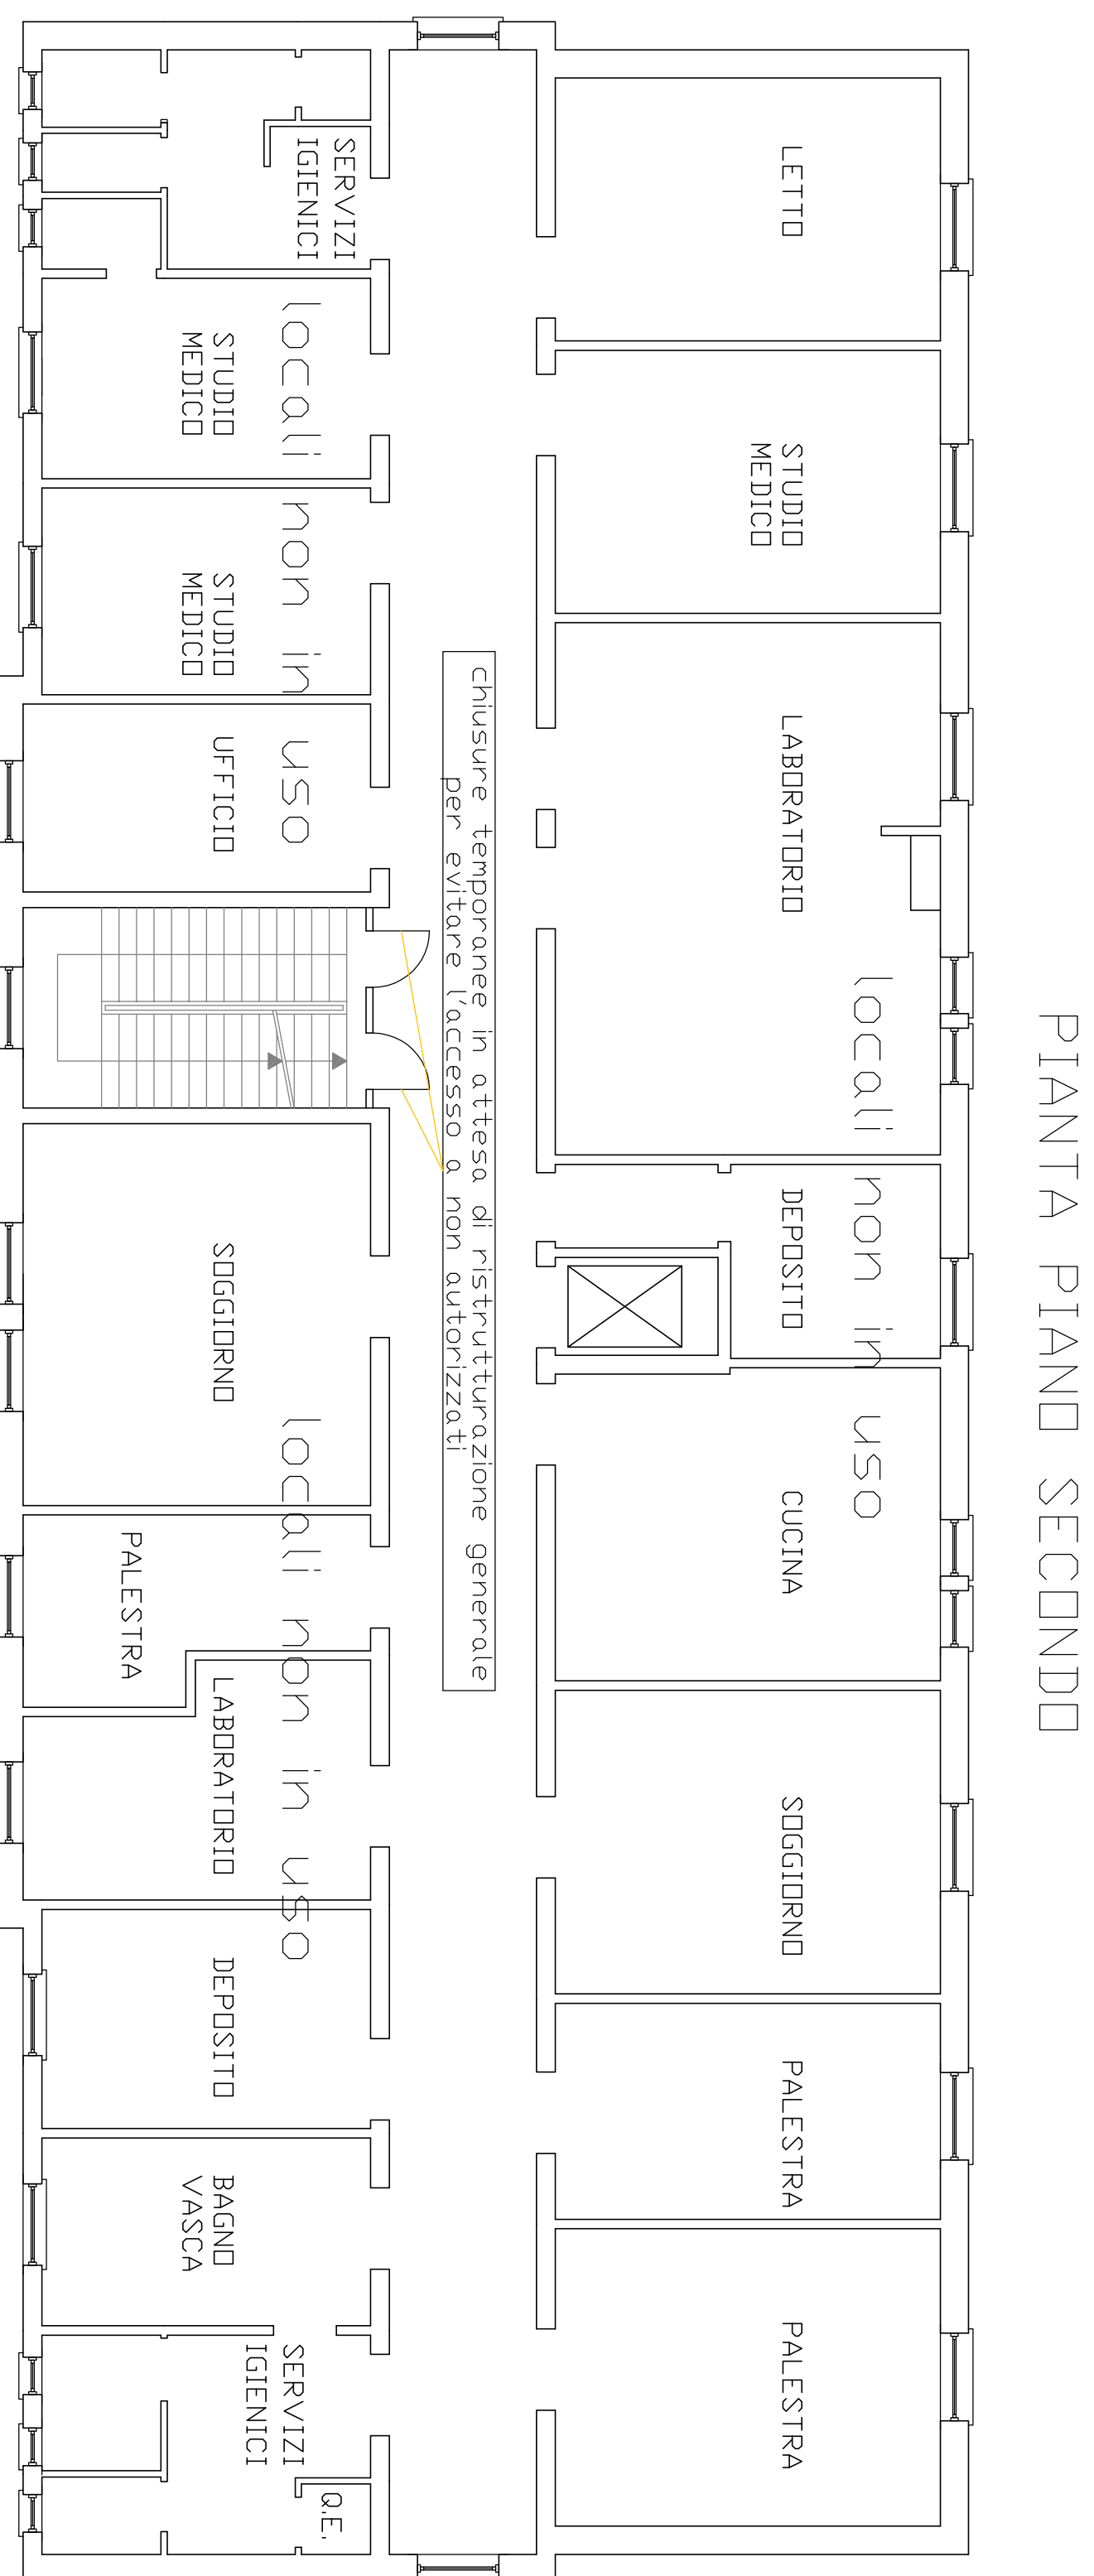 PIANTA PIANO SECONDO
locali non in uso
LETTO
STUDIO
MEDICO
LABORATORIO
DEPOSITO
CUCINA
SOGGIORNO
PALESTRA
PALESTRA
chiusure temporanee in attesa di ristrutturazione generale
per evitare l'accesso a non autorizzati
SERVIZI
IGIENICI
locali non in uso
STUDIO
MEDICO
STUDIO
MEDICO
UFFICIO
SOGGIORNO
locali non in uso
PALESTRA
LABORATORIO
DEPOSITO
BAGNO
VASCA
SERVIZI
IGIENICI
Q.E.